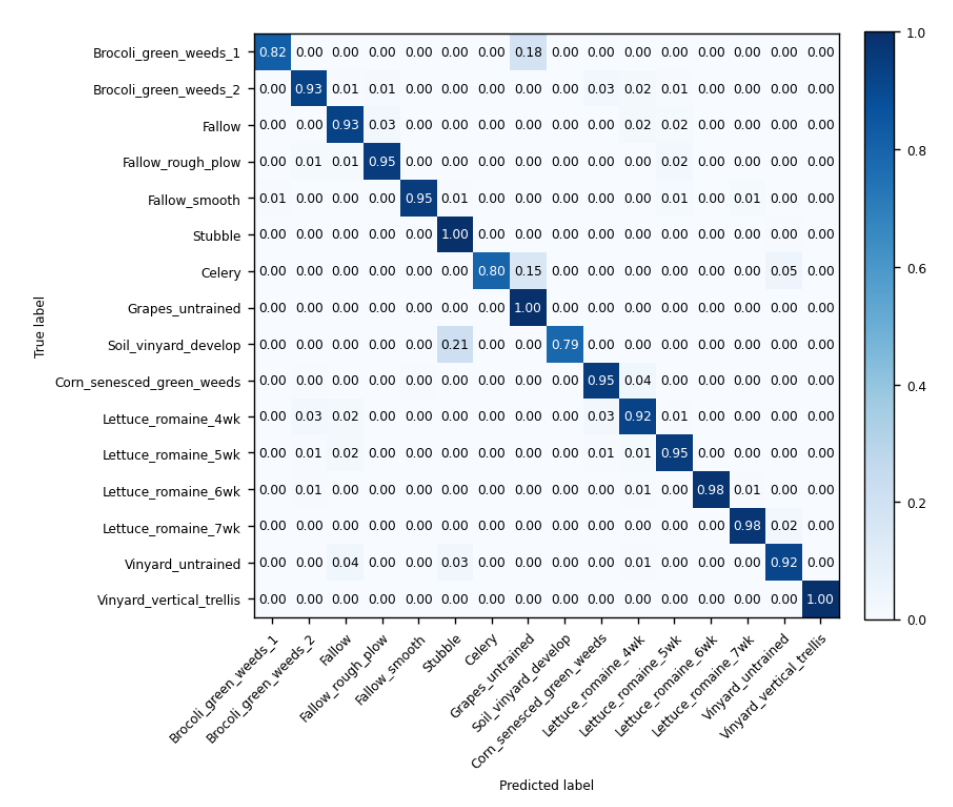 Brocoli_green_weeds_1 0.82 0.00 0.00 0.00 0.00 0.00 0.00 0.18 0.00 0.00 0.00 0.00 0.00 0.00 0.00 0.00
Brocoli_green_weeds_2 0.00 0.93 0.01 0.01 0.00 0.00 0.00 0.00 0.00 0.03 0.02 0.01 0.00 0.00 0.00 0.00
Fallow 0.00 0.00 0.93 0.03 0.00 0.00 0.00 0.00 0.00 0.00 0.02 0.02 0.00 0.00 0.00 0.00
Fallow_rough_plow 0.00 0.01 0.01 0.95 0.00 0.00 0.00 0.00 0.00 0.00 0.00 0.02 0.00 0.00 0.00 0.00
Fallow_smooth 0.01 0.00 0.00 0.00 0.95 0.01 0.00 0.00 0.00 0.00 0.00 0.01 0.00 0.01 0.00 0.00
Stubble 0.00 0.00 0.00 0.00 0.00 1.00 0.00 0.00 0.00 0.00 0.00 0.00 0.00 0.00 0.00 0.00
Celery 0.00 0.00 0.00 0.00 0.00 0.00 0.80 0.15 0.00 0.00 0.00 0.00 0.00 0.00 0.05 0.00
Grapes_untrained 0.00 0.00 0.00 0.00 0.00 0.00 0.00 1.00 0.00 0.00 0.00 0.00 0.00 0.00 0.00 0.00
Soil_vinyard_develop 0.00 0.00 0.00 0.00 0.00 0.21 0.00 0.00 0.79 0.00 0.00 0.00 0.00 0.00 0.00 0.00
Corn_senesced_green_weeds 0.00 0.00 0.00 0.00 0.00 0.00 0.00 0.00 0.00 0.95 0.04 0.00 0.00 0.00 0.00 0.00
Lettuce_romaine_4wk 0.00 0.03 0.02 0.00 0.00 0.00 0.00 0.00 0.00 0.03 0.92 0.01 0.00 0.00 0.00 0.00
Lettuce_romaine_5wk 0.00 0.01 0.02 0.00 0.00 0.00 0.00 0.00 0.00 0.01 0.01 0.95 0.00 0.00 0.00 0.00
Lettuce_romaine_6wk 0.00 0.01 0.00 0.00 0.00 0.00 0.00 0.00 0.00 0.00 0.01 0.00 0.98 0.01 0.00 0.00
Lettuce_romaine_7wk 0.00 0.00 0.00 0.00 0.00 0.00 0.00 0.00 0.00 0.00 0.00 0.00 0.00 0.98 0.02 0.00
Vinyard_untrained 0.00 0.00 0.04 0.00 0.00 0.03 0.00 0.00 0.00 0.00 0.01 0.00 0.00 0.00 0.92 0.00
Vinyard_vertical_trellis 0.00 0.00 0.00 0.00 0.00 0.00 0.00 0.00 0.00 0.00 0.00 0.00 0.00 0.00 0.00 1.00
True label
Brocoli_green_weeds_1
Brocoli_green_weeds_2
Fallow
Fallow_rough_plow
Fallow_smooth
Stubble
Celery
Grapes_untrained
Soil_vinyard_develop
Corn_senesced_green_weeds
Lettuce_romaine_4wk
Lettuce_romaine_5wk
Lettuce_romaine_6wk
Lettuce_romaine_7wk
Vinyard_untrained
Vinyard_vertical_trellis
Predicted label
1.0
0.8
0.6
0.4
0.2
0.0